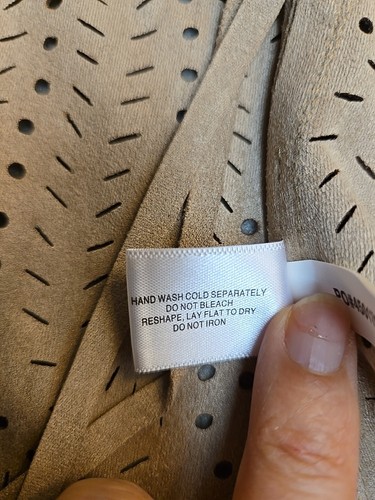 HAND WASH COLD SEPARATELY
DO NOT BLEACH
RESHAPE, LAY FLAT TO DRY
DO NOT IRON